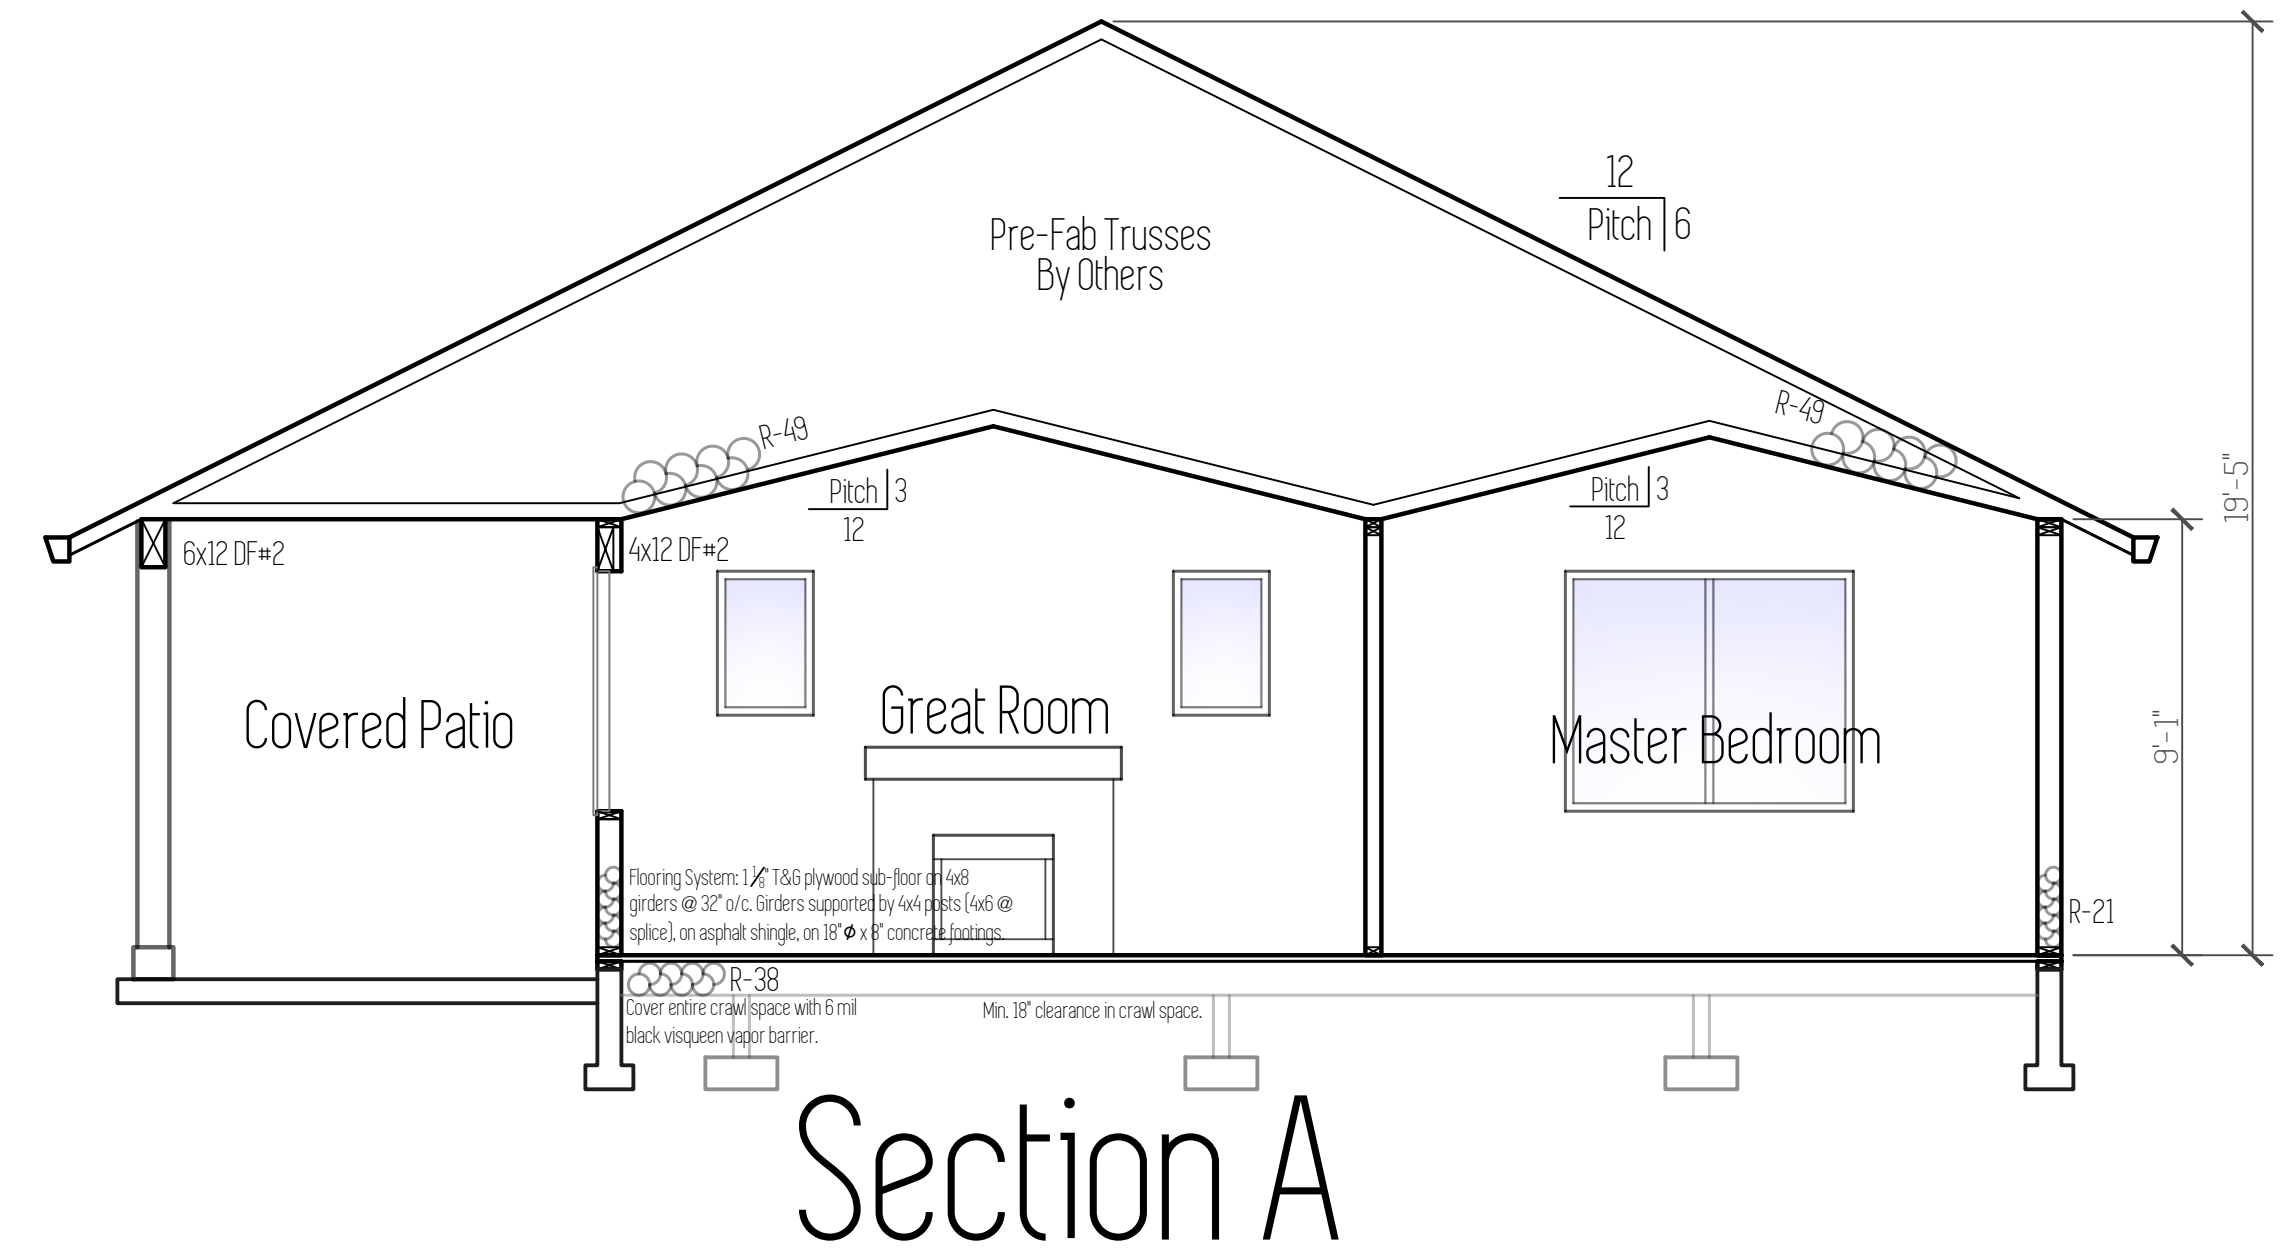 12
Pitch 6
Pre-Fab Trusses
By Others
R-49
R-49
Pitch 3
12
Pitch 3
12
19'-5"
6x12 DF#2
4x12 DF#2
Covered Patio
Great Room
Master Bedroom
9'-1"
Flooring System: 1 1/8" T&G plywood sub-floor on 4x8
girders @ 32" o/c. Girders supported by 4x4 posts (4x6 @
splice), on asphalt shingle, on 18"Ø x 8" concrete footings.
R-21
R-38
Cover entire crawl space with 6 mil
black visqueen vapor barrier.
Min. 18" clearance in crawl space.
Section A